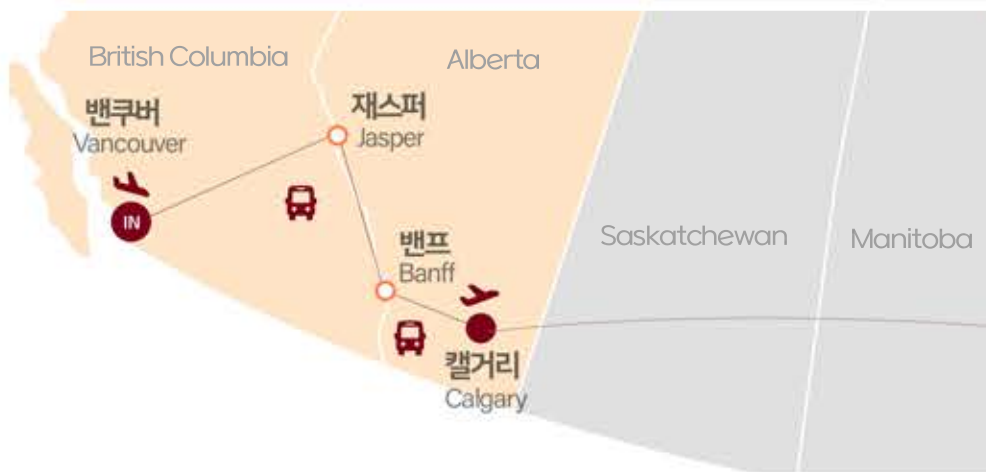 British Columbia
Alberta
밴쿠버
Vancouver
IN
재스퍼
Jasper
밴프
Banff
캘거리
Calgary
Saskatchewan
Manitoba